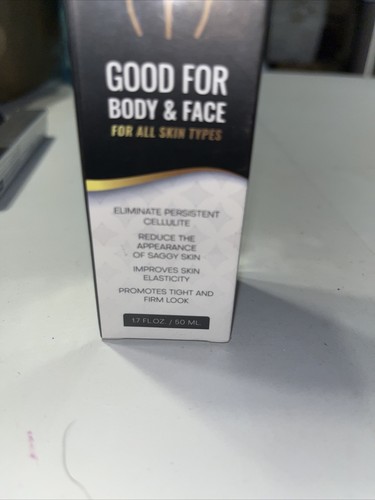 GOOD FOR
BODY & FACE
FOR ALL SKIN TYPES
ELIMINATE PERSISTENT
CELLULITE
REDUCE THE
APPEARANCE
OF SAGGY SKIN
IMPROVES SKIN
ELASTICITY
PROMOTES TIGHT AND
FIRM LOOK
1.7 FL.OZ. / 50 ML